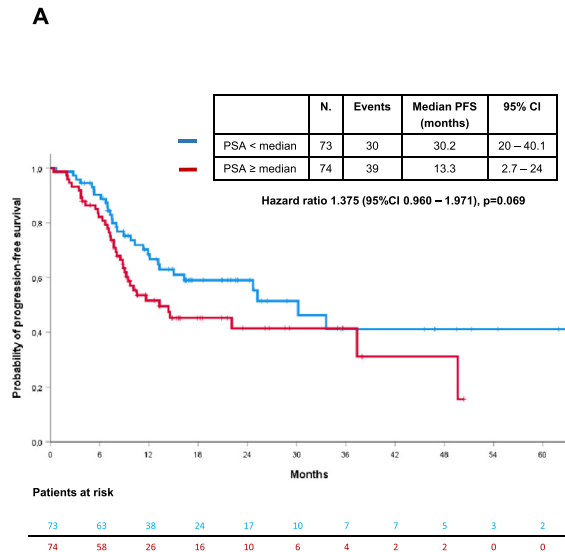 A
N. Events Median PFS (months) 95% CI
PSA < median 73 30 30.2 20 – 40.1
PSA ≥ median 74 39 13.3 2.7 – 24
Hazard ratio 1.375 (95%CI 0.960 – 1.971), p=0.069
Probability of progression-free survival
1,0
0,8
0,6
0,4
0,2
0,0
0 6 12 18 24 30 36 42 48 54 60
Months
Patients at risk
73 63 38 24 17 10 7 7 5 3 2
74 58 26 16 10 6 4 2 2 0 0